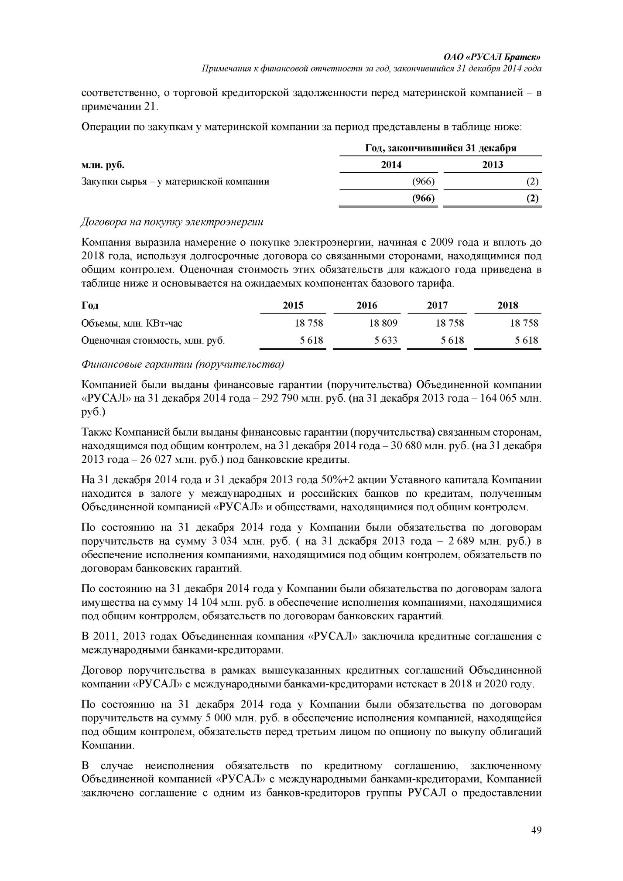 ОАО «РУСАЛ Братск»
Примечания к финансовой отчетности за год, закончившийся 31 декабря 2014 года
соответственно, о торговой кредиторской задолженности перед материнской компанией – в
примечании 21.
Операции по закупкам у материнской компании за период представлены в таблице ниже:
Год, закончившийся 31 декабря
млн. руб. 2014 2013
Закупки сырья – у материнской компании (966) (2)
(966) (2)
Договора на покупку электроэнергии
Компания выразила намерение о покупке электроэнергии, начиная с 2009 года и вплоть до
2018 года, используя долгосрочные договора со связанными сторонами, находящимися под
общим контролем. Оценочная стоимость этих обязательств для каждого года приведена в
таблице ниже и основывается на ожидаемых компонентах базового тарифа.
Год 2015 2016 2017 2018
Объемы, млн. КВт-час 18 758 18 809 18 758 18 758
Оценочная стоимость, млн. руб. 5 618 5 633 5 618 5 618
Финансовые гарантии (поручительства)
Компанией были выданы финансовые гарантии (поручительства) Объединенной компании
«РУСАЛ» на 31 декабря 2014 года – 292 790 млн. руб. (на 31 декабря 2013 года – 164 065 млн.
руб.)
Также Компанией были выданы финансовые гарантии (поручительства) связанным сторонам,
находящимся под общим контролем, на 31 декабря 2014 года – 30 680 млн. руб. (на 31 декабря
2013 года – 26 027 млн. руб.) под банковские кредиты.
На 31 декабря 2014 года и 31 декабря 2013 года 50%+2 акции Уставного капитала Компании
находится в залоге у международных и российских банков по кредитам, полученным
Объединенной компанией «РУСАЛ» и обществами, находящимися под общим контролем.
По состоянию на 31 декабря 2014 года у Компании были обязательства по договорам
поручительств на сумму 3 034 млн. руб. ( на 31 декабря 2013 года – 2 689 млн. руб.) в
обеспечение исполнения компаниями, находящимися под общим контролем, обязательств по
договорам банковских гарантий.
По состоянию на 31 декабря 2014 года у Компании были обязательства по договорам залога
имущества на сумму 14 104 млн. руб. в обеспечение исполнения компаниями, находящимися
под общим контрролем, обязательств по договорам банковских гарантий.
В 2011, 2013 годах Объединенная компания «РУСАЛ» заключила кредитные соглашения с
международными банками-кредиторами.
Договор поручительства в рамках вышеуказанных кредитных соглашений Объединенной
компании «РУСАЛ» с международными банками-кредиторами истекает в 2018 и 2020 году.
По состоянию на 31 декабря 2014 года у Компании были обязательства по договорам
поручительств на сумму 5 000 млн. руб. в обеспечение исполнения компанией, находящейся
под общим контролем, обязательств перед третьим лицом по опциону по выкупу облигаций
Компании.
В случае неисполнения обязательств по кредитному соглашению, заключенному
Объединенной компанией «РУСАЛ» с международными банками-кредиторами, Компанией
заключено соглашение с одним из банков-кредиторов группы РУСАЛ о предоставлении
49